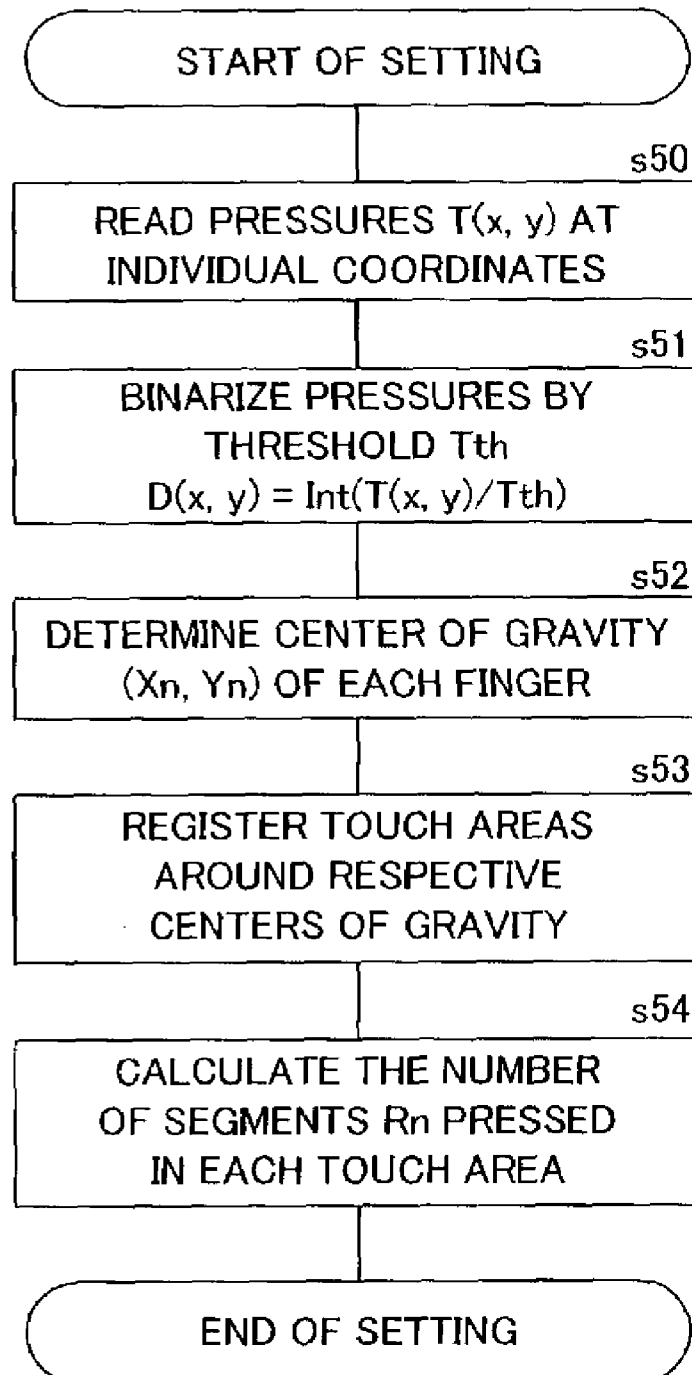 START OF SETTING
s50
READ PRESSURES T(x, y) AT
INDIVIDUAL COORDINATES
s51
BINARIZE PRESSURES BY
THRESHOLD Tth
D(x, y) = Int(T(x, y)/Tth)
s52
DETERMINE CENTER OF GRAVITY
(Xn, Yn) OF EACH FINGER
s53
REGISTER TOUCH AREAS
AROUND RESPECTIVE
CENTERS OF GRAVITY
s54
CALCULATE THE NUMBER
OF SEGMENTS Rn PRESSED
IN EACH TOUCH AREA
END OF SETTING